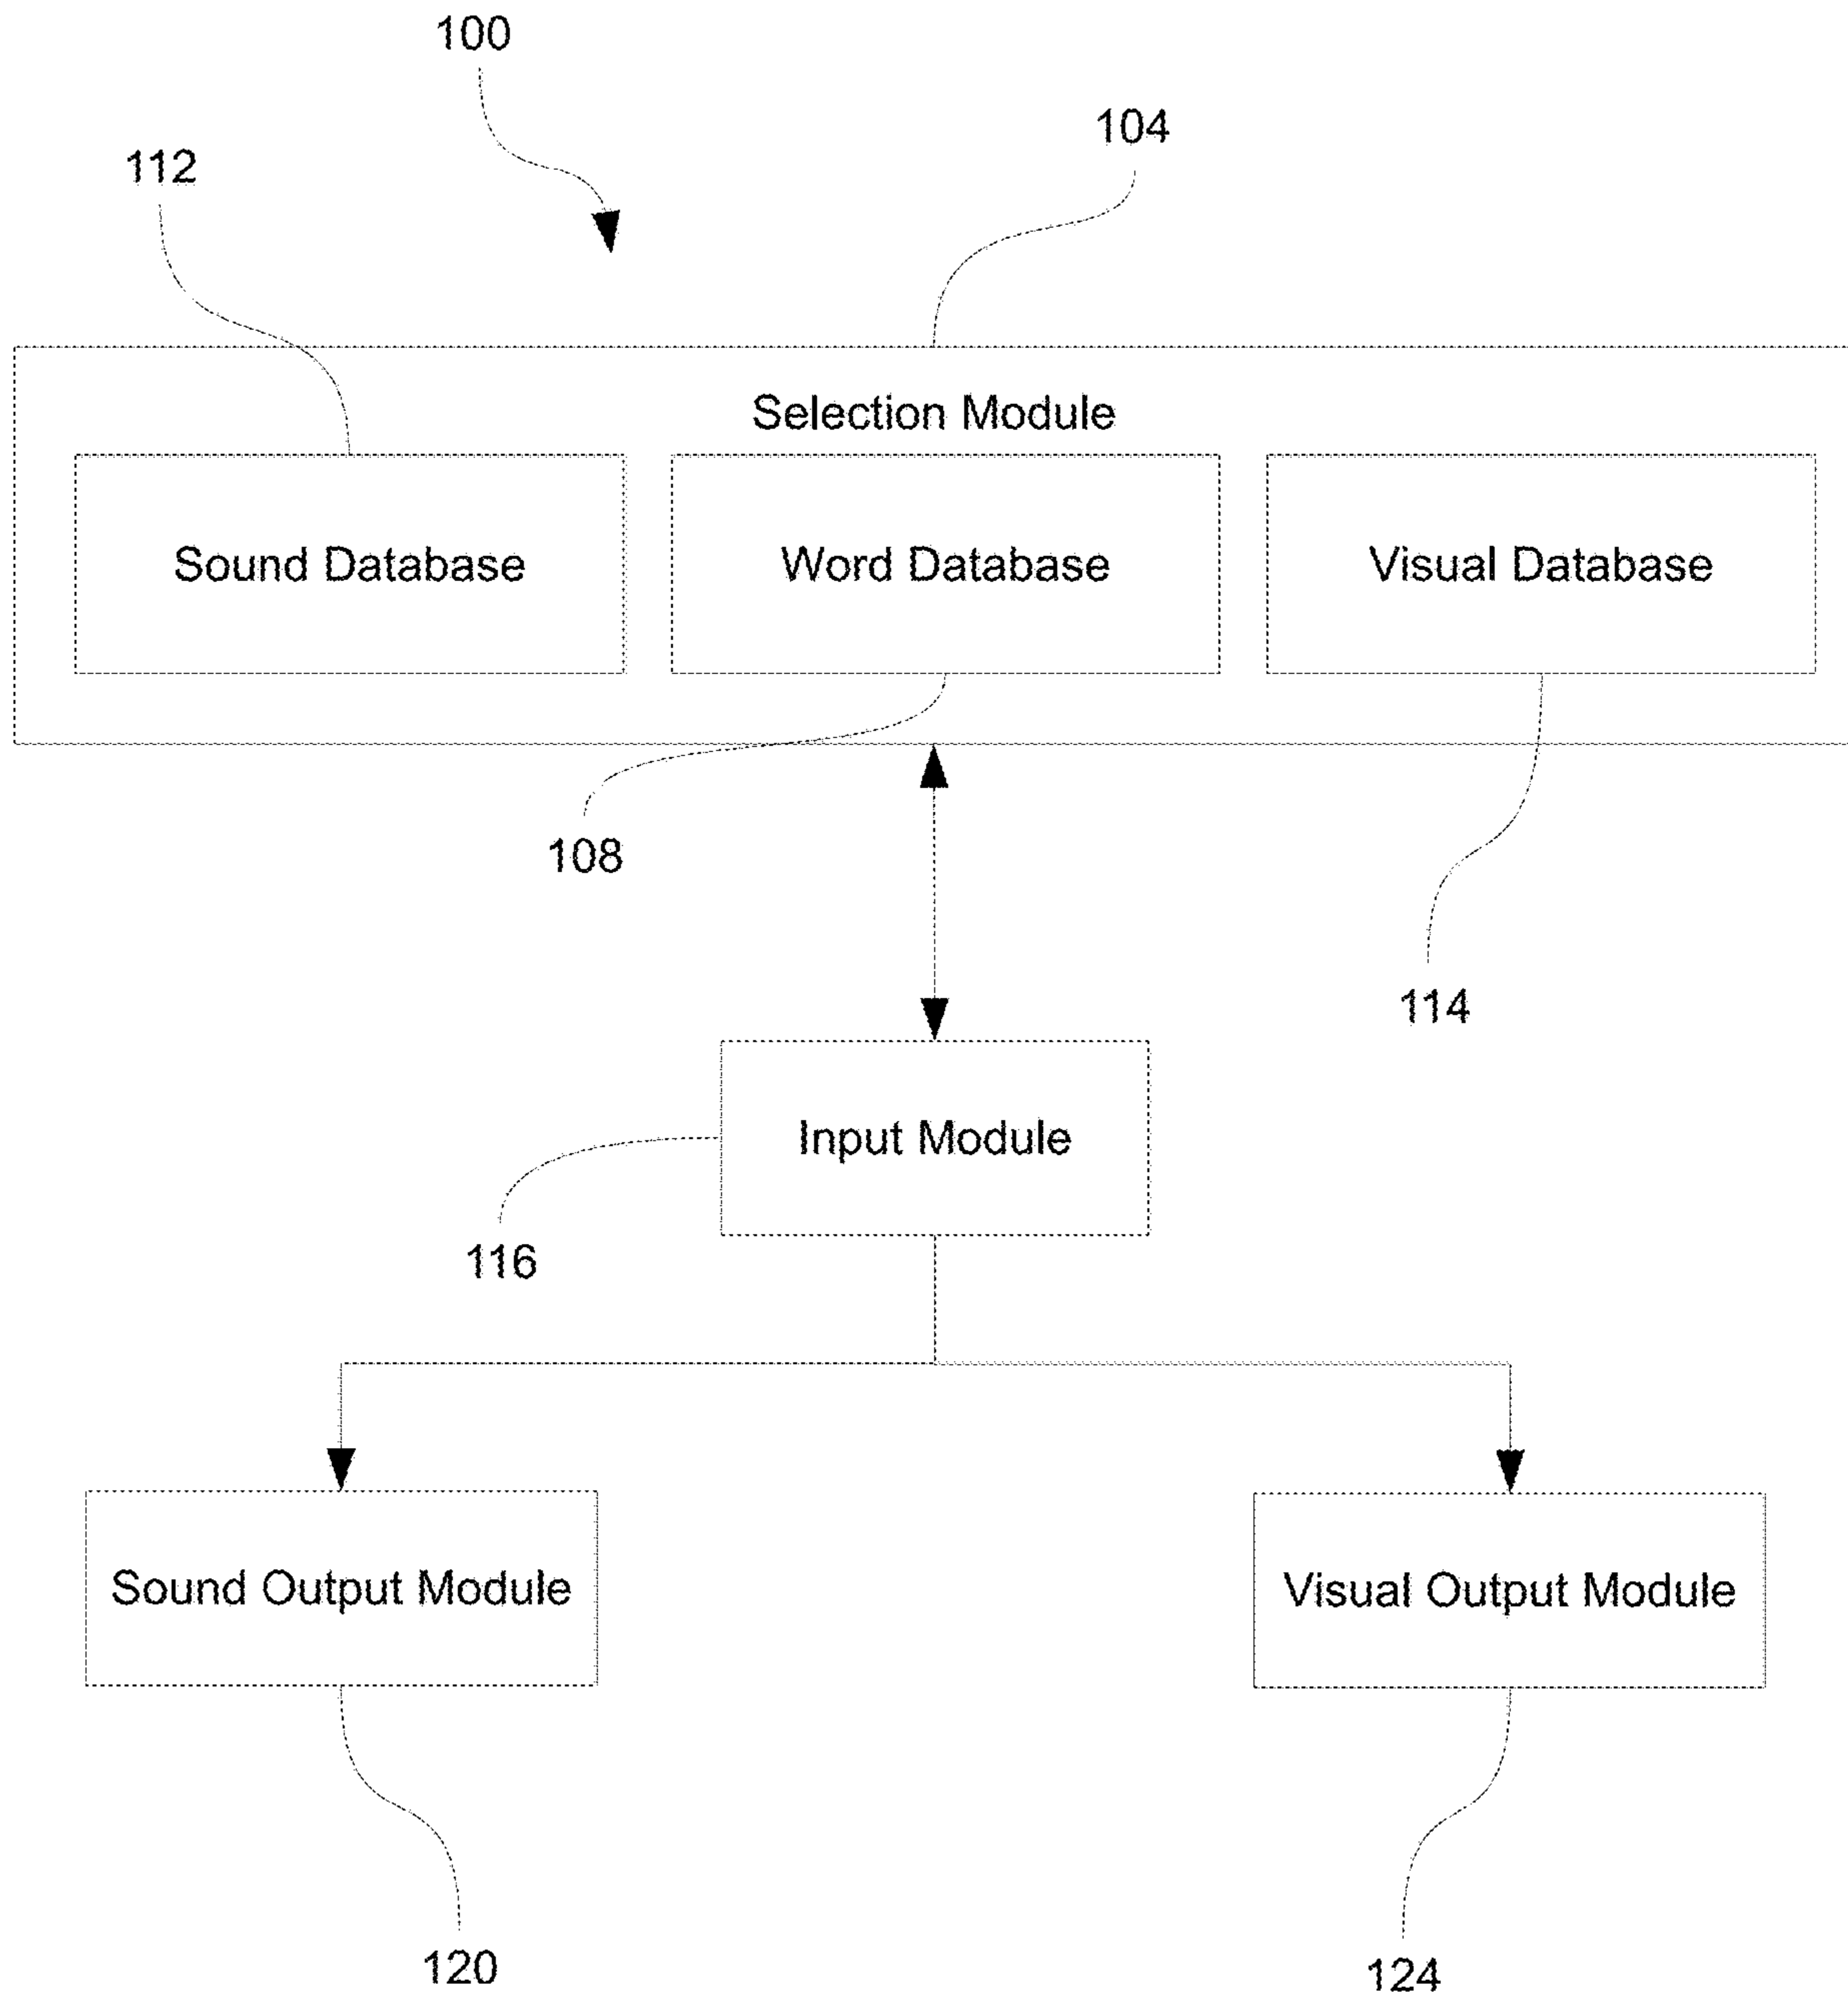 100
104
112
Selection Module
Sound Database
Word Database
Visual Database
108
114
Input Module
116
Sound Output Module
Visual Output Module
120
124